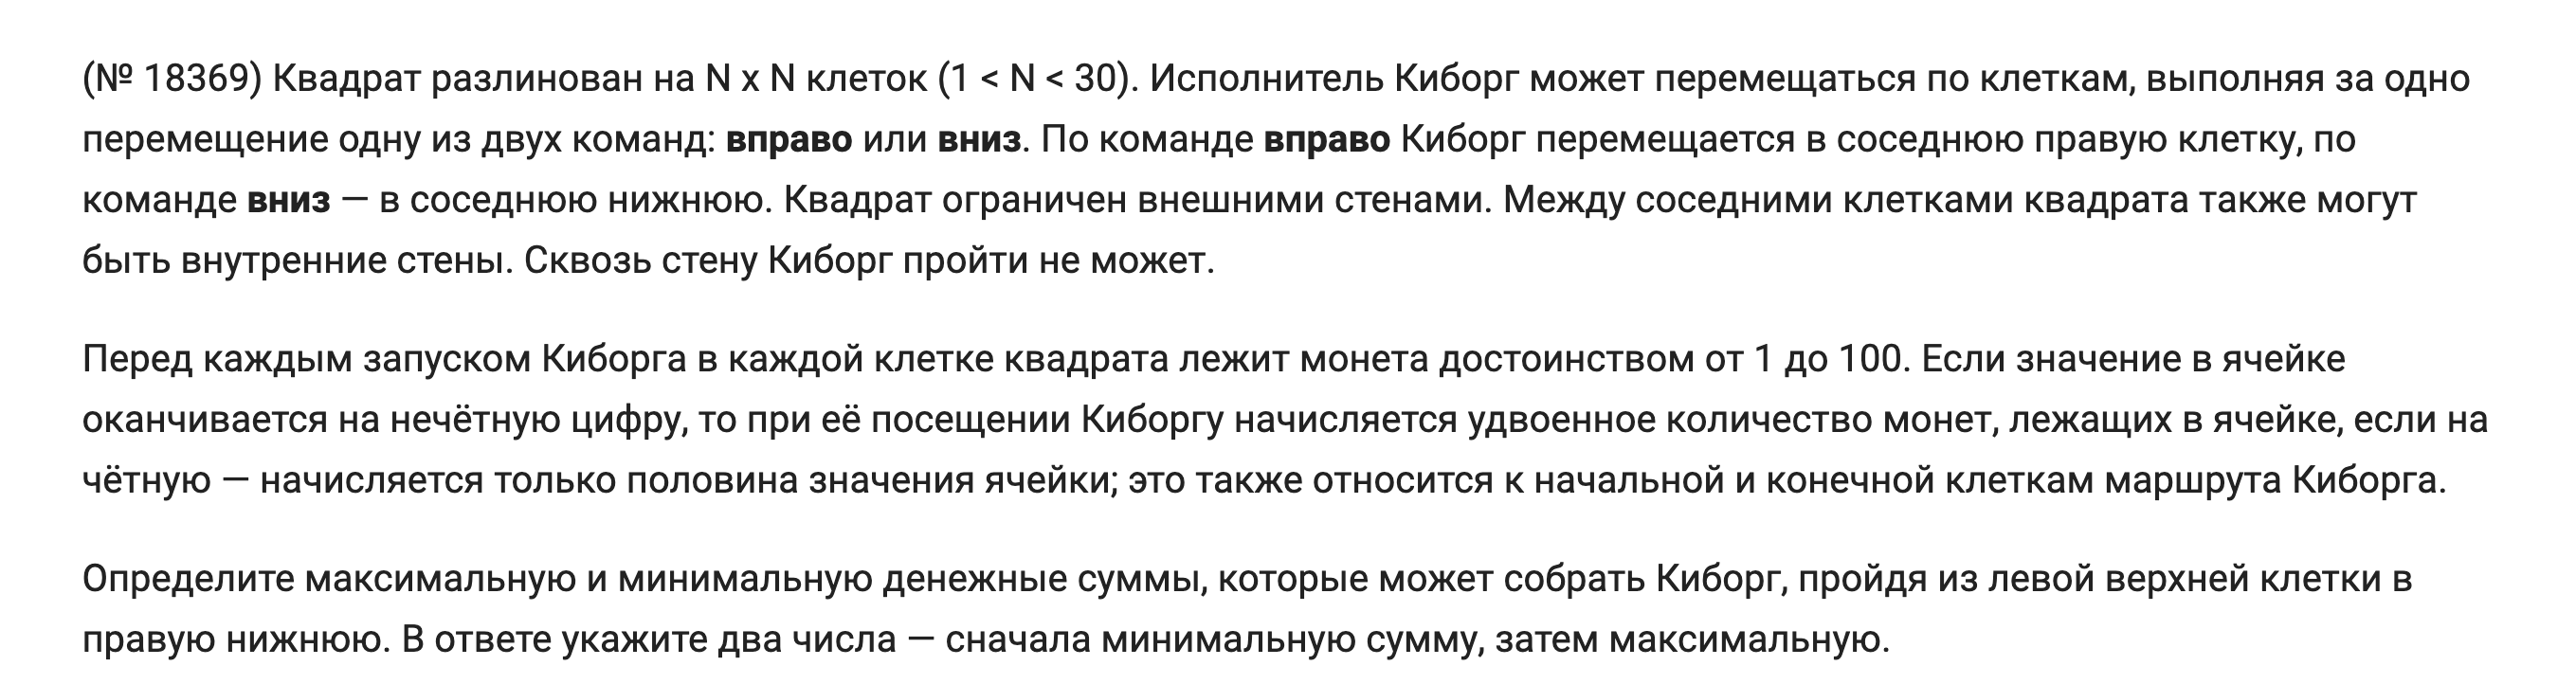 (№ 18369) Квадрат разлинован на N x N клеток (1 < N < 30). Исполнитель Киборг может перемещаться по клеткам, выполняя за одно
перемещение одну из двух команд: вправо или вниз. По команде вправо Киборг перемещается в соседнюю правую клетку, по
команде вниз — в соседнюю нижнюю. Квадрат ограничен внешними стенами. Между соседними клетками квадрата также могут
быть внутренние стены. Сквозь стену Киборг пройти не может.
Перед каждым запуском Киборга в каждой клетке квадрата лежит монета достоинством от 1 до 100. Если значение в ячейке
оканчивается на нечётную цифру, то при её посещении Киборгу начисляется удвоенное количество монет, лежащих в ячейке, если на
чётную — начисляется только половина значения ячейки; это также относится к начальной и конечной клеткам маршрута Киборга.
Определите максимальную и минимальную денежные суммы, которые может собрать Киборг, пройдя из левой верхней клетки в
правую нижнюю. В ответе укажите два числа — сначала минимальную сумму, затем максимальную.